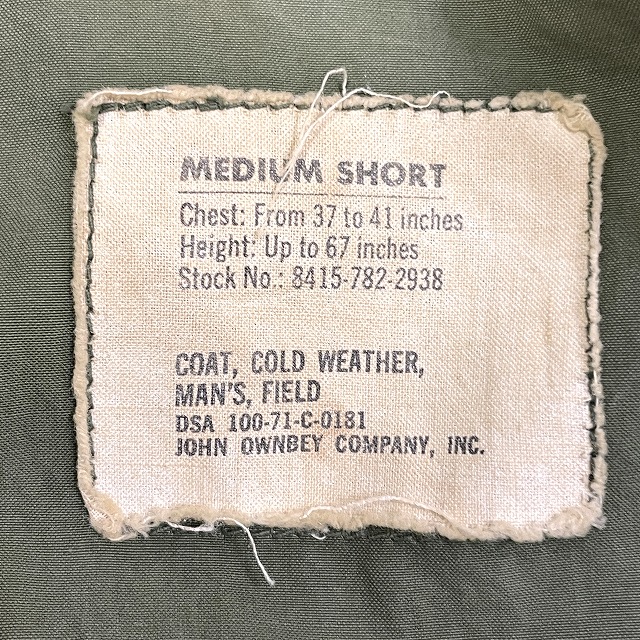 MEDIUM SHORT
Chest: From 37 to 41 inches
Height: Up to 67 inches
Stock No.: 8415-782-2938
COAT, COLD WEATHER,
MAN'S, FIELD
DSA 100-71-C-0181
JOHN OWNBEY COMPANY, INC.